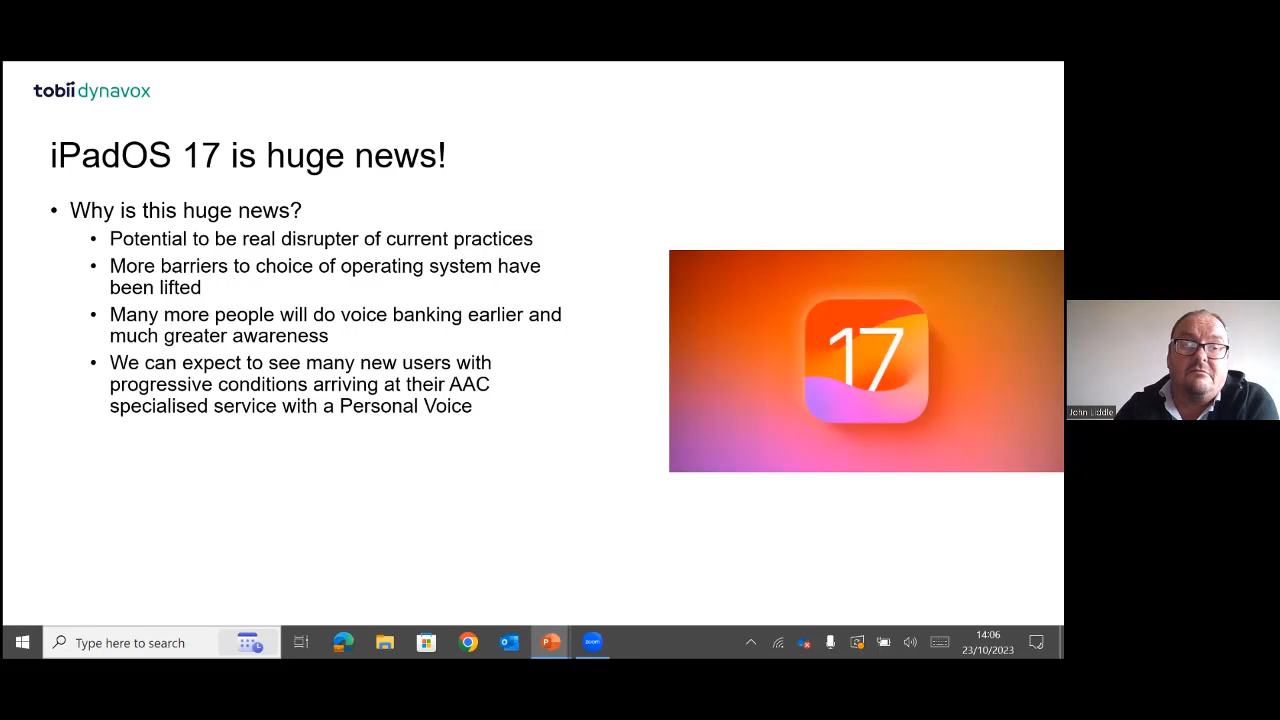 tobii dynavox
iPadOS 17 is huge news!
• Why is this huge news?
• Potential to be real disrupter of current practices
• More barriers to choice of operating system have
been lifted
• Many more people will do voice banking earlier and
much greater awareness
• We can expect to see many new users with
progressive conditions arriving at their AAC
specialised service with a Personal Voice
17
John Liddle
Type here to search
zoom
14:06
23/10/2023